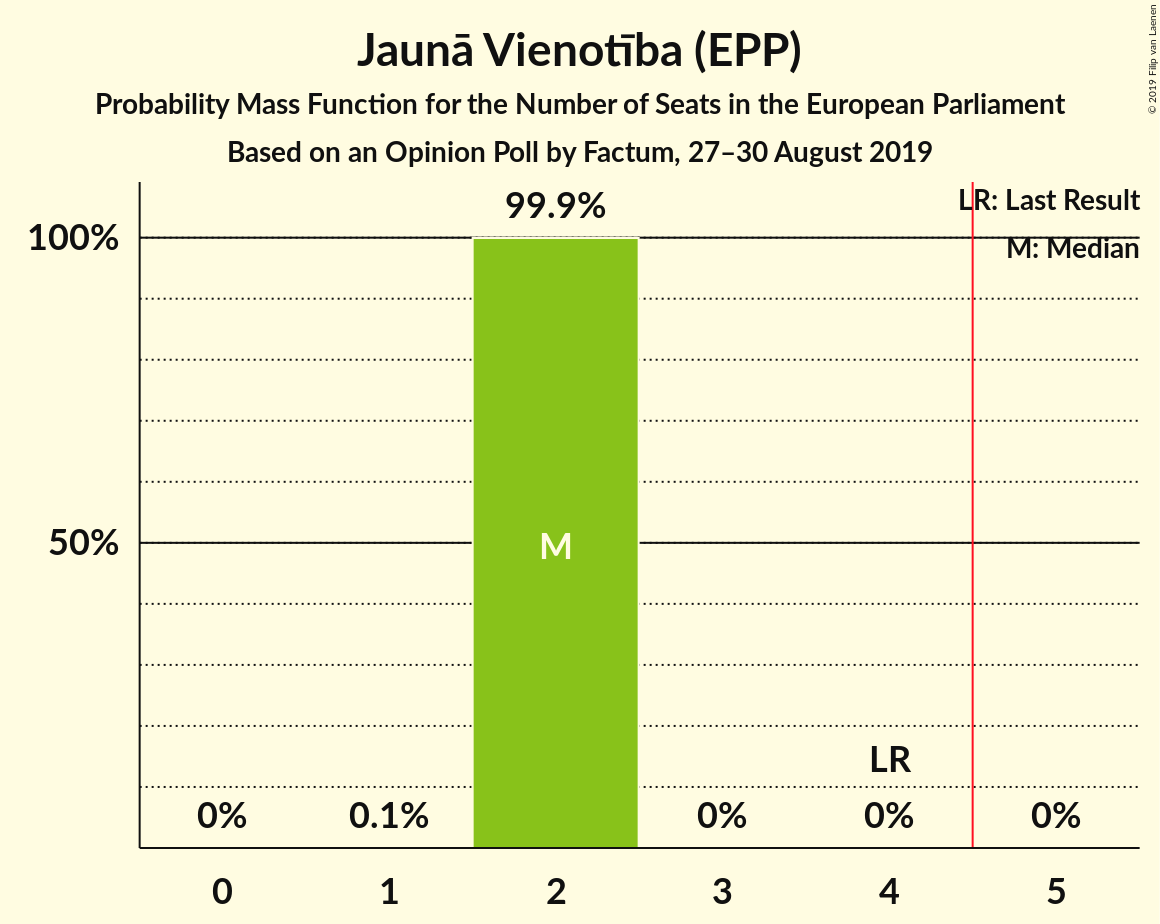 Jaunā Vienotība (EPP)
Probability Mass Function for the Number of Seats in the European Parliament
Based on an Opinion Poll by Factum, 27–30 August 2019
© 2019 Filip van Laenen
LR: Last Result
M: Median
99.9%
100%
50%
M
LR
0% 0.1% 0% 0% 0%
0 1 2 3 4 5